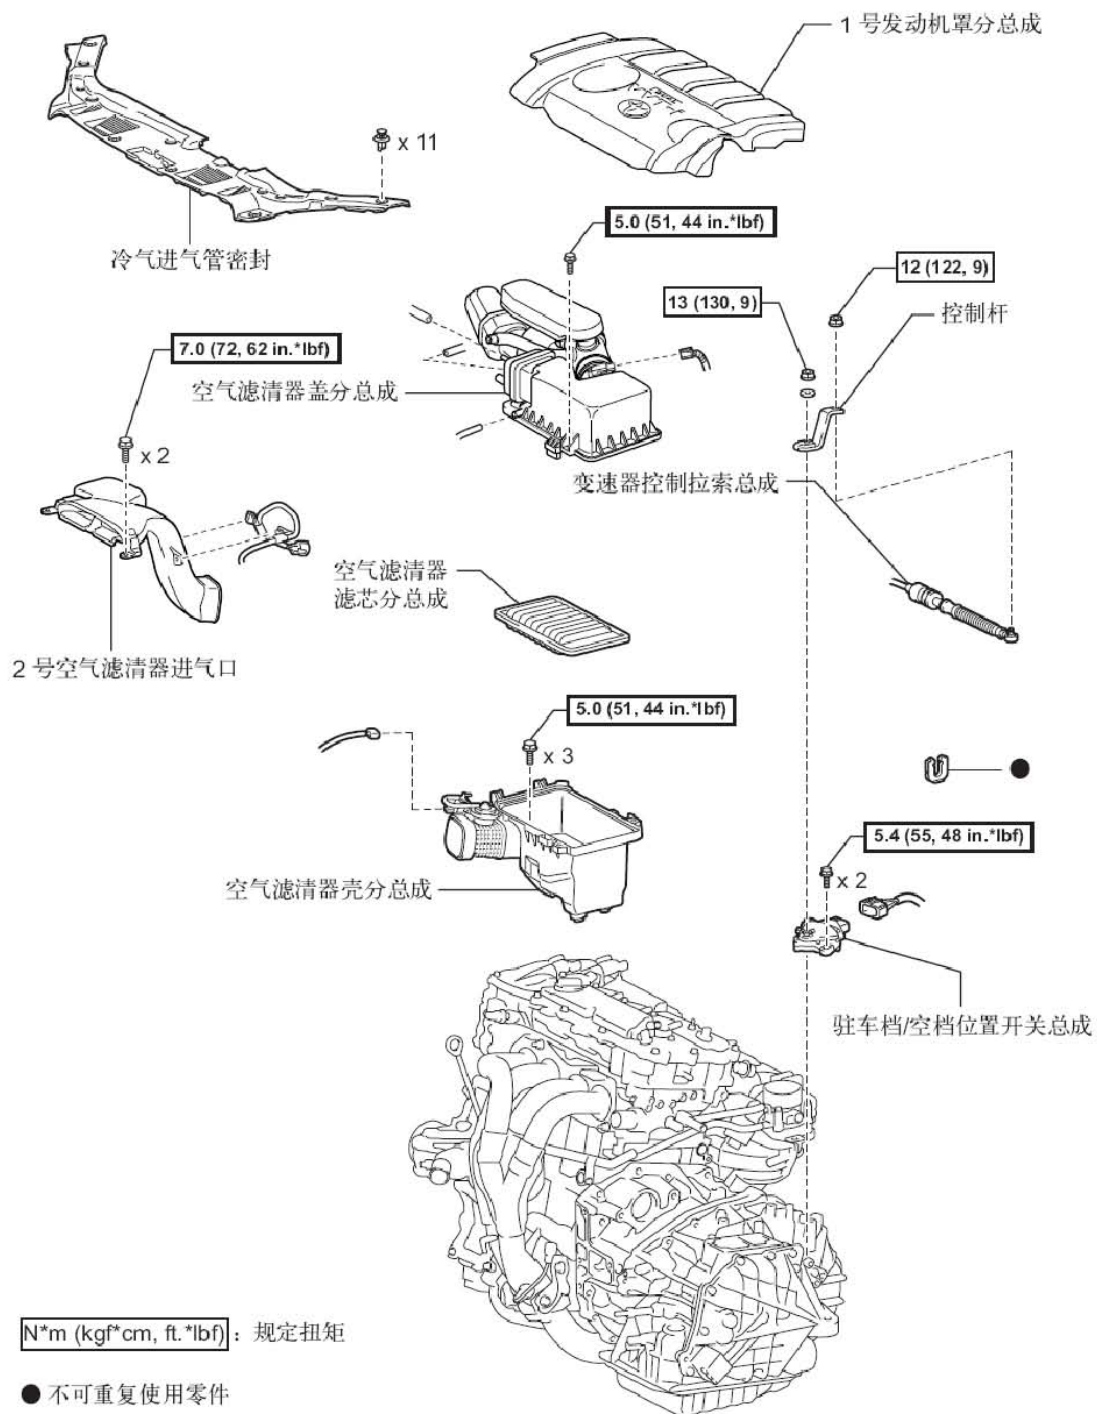 1 号发动机罩分总成
x 11
冷气进气管密封
5.0 (51, 44 in.*lbf)
12 (122, 9)
13 (130, 9)
控制杆
7.0 (72, 62 in.*lbf)
空气滤清器盖分总成
x 2
变速器控制拉索总成
空气滤清器
滤芯分总成
2 号空气滤清器进气口
5.0 (51, 44 in.*lbf)
x 3
5.4 (55, 48 in.*lbf)
x 2
空气滤清器壳分总成
驻车档/空档位置开关总成
N*m (kgf*cm, ft.*lbf) : 规定扭矩
● 不可重复使用零件